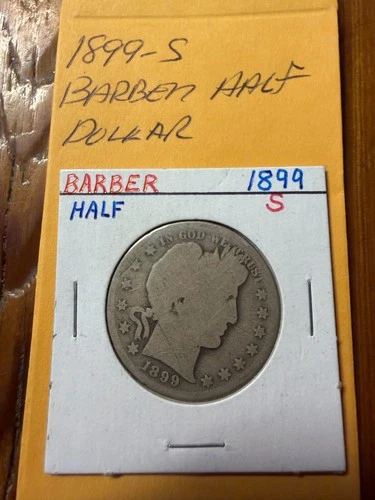 1899-S
BARBER HALF
DOLLAR
BARBER 1899
HALF S
IN GOD WE TRUST
1899